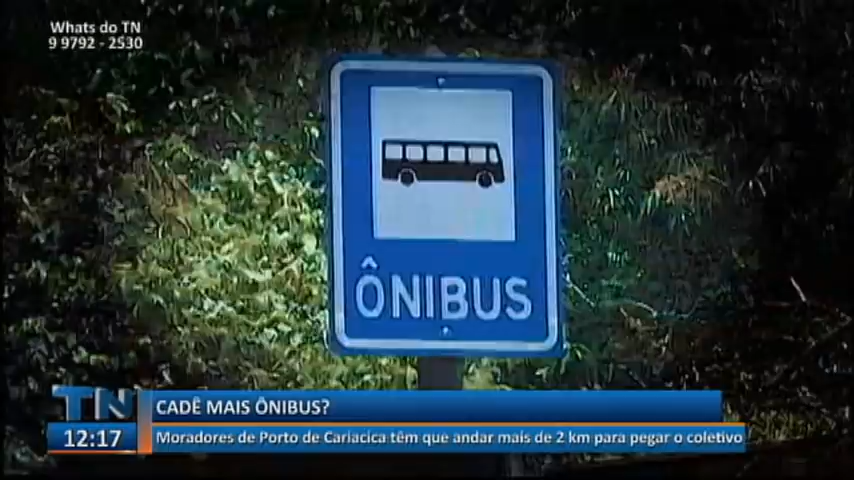 Whats do TN
9 9792 - 2530
ÔNIBUS
TN
CADÊ MAIS ÔNIBUS?
12:17
Moradores de Porto de Cariacica têm que andar mais de 2 km para pegar o coletivo